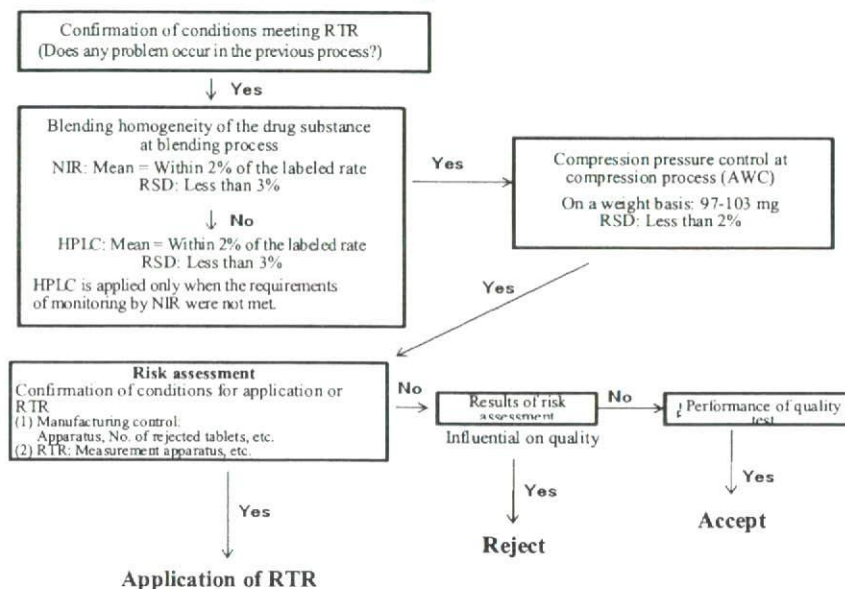 Confirmation of conditions meeting RTR
(Does any problem occur in the previous process?)
Yes
Blending homogeneity of the drug substance
at blending process
NIR: Mean = Within 2% of the labeled rate
RSD: Less than 3%
No
HPLC: Mean = Within 2% of the labeled rate
RSD: Less than 3%
HPLC is applied only when the requirements
of monitoring by NIR were not met.
Yes
Compression pressure control at
compression process (AWC)
On a weight basis: 97-103 mg
RSD: Less than 2%
Yes
Risk assessment
Confirmation of conditions for application or
RTR
(1) Manufacturing control:
Apparatus, No. of rejected tablets, etc.
(2) RTR: Measurement apparatus, etc.
No
Results of risk
assessment
Influential on quality
No
Performance of quality
test
Yes
Application of RTR
Yes
Reject
Yes
Accept